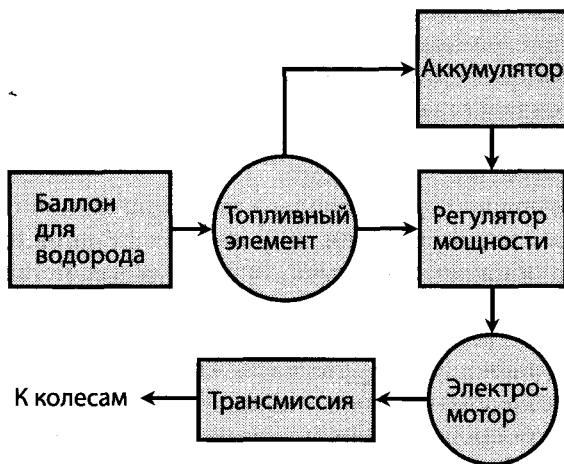 Аккумулятор
Баллон
для
водорода
Топливный
элемент
Регулятор
мощности
К колесам
Трансмиссия
Электро-
мотор